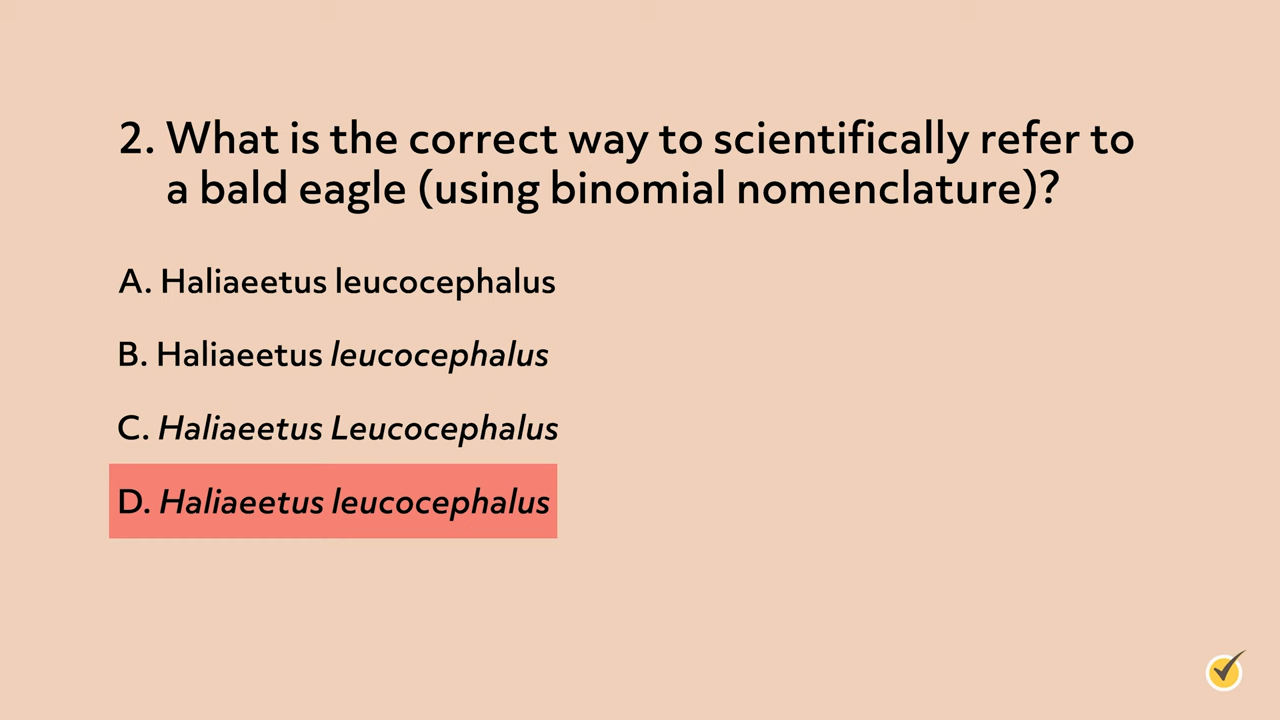 2. What is the correct way to scientifically refer to
a bald eagle (using binomial nomenclature)?
A. Haliaeetus leucocephalus
B. Haliaeetus leucocephalus
C. Haliaeetus Leucocephalus
D. Haliaeetus leucocephalus